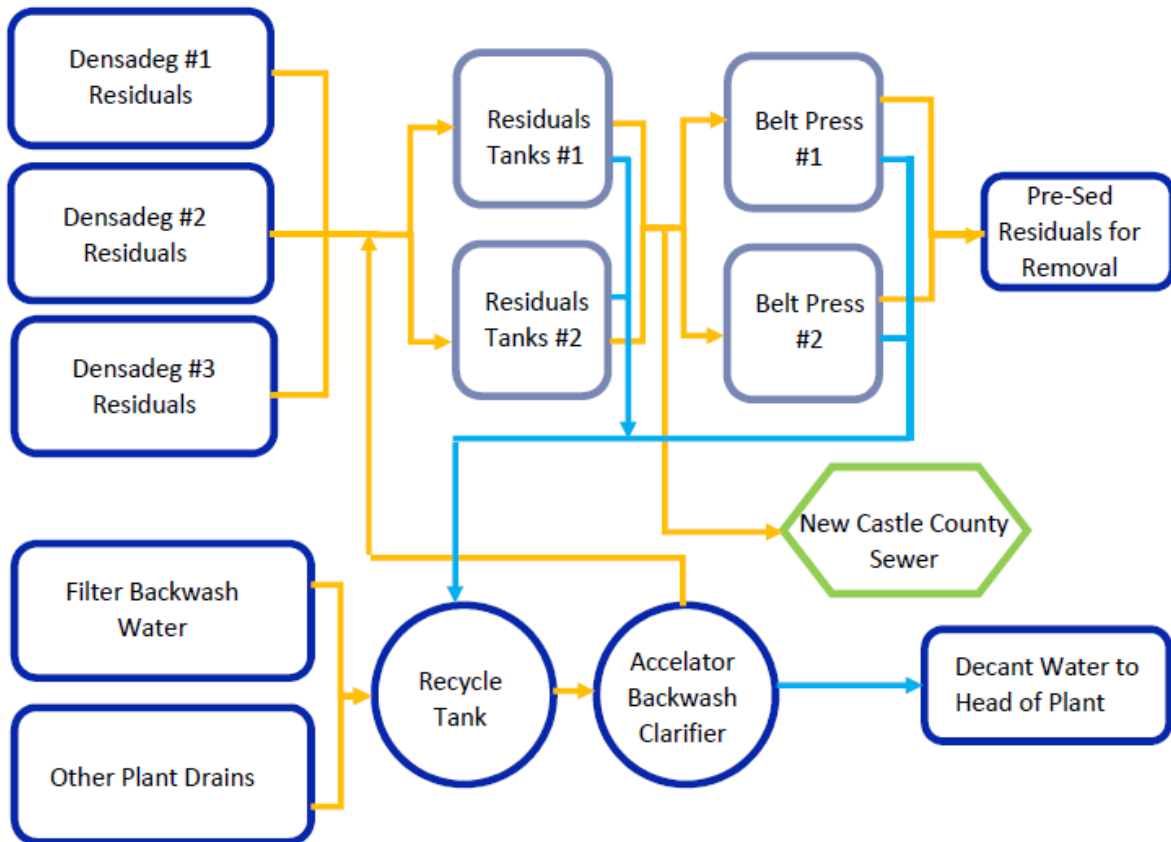 Densadeg #1
Residuals
Densadeg #2
Residuals
Densadeg #3
Residuals
Residuals
Tanks #1
Residuals
Tanks #2
Belt Press
#1
Belt Press
#2
Pre-Sed
Residuals for
Removal
New Castle County
Sewer
Filter Backwash
Water
Other Plant Drains
Recycle
Tank
Accelator
Backwash
Clarifier
Decant Water to
Head of Plant